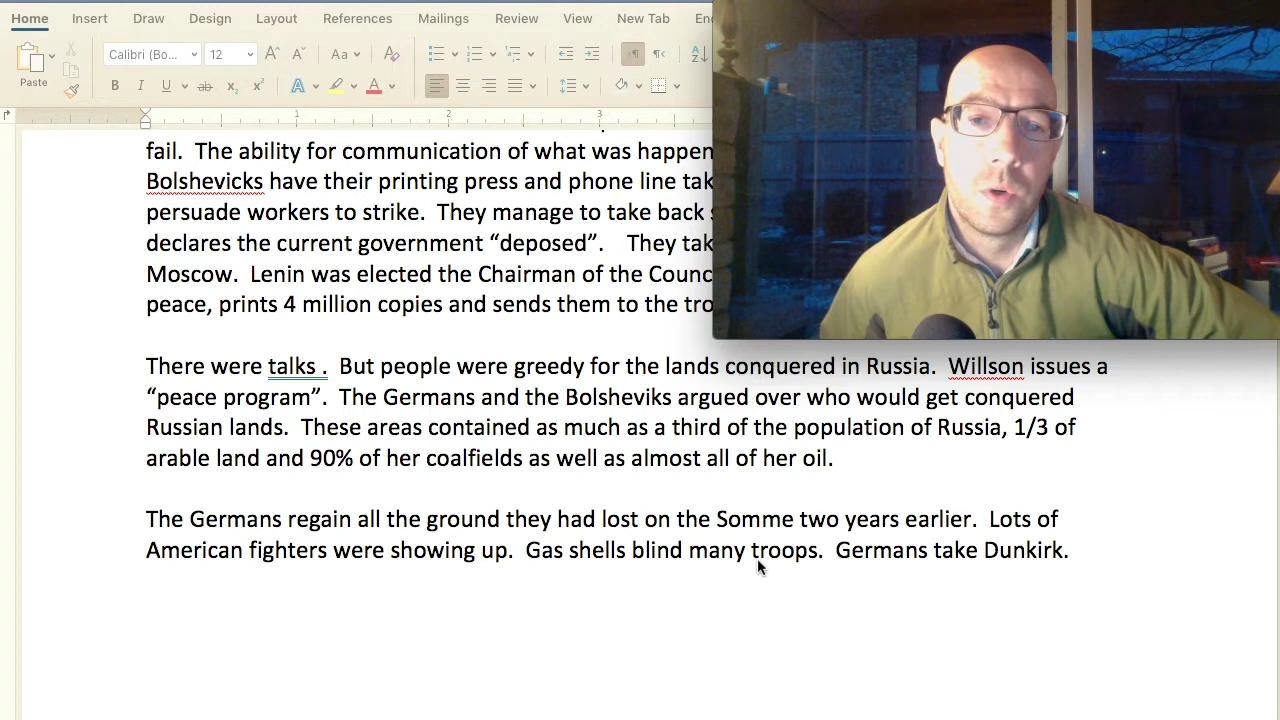 Home Insert Draw Design Layout References Mailings Review View New Tab
Paste Calibri (Bo... 12 Aa
B I U ab x₂ x² A A
1 2 3
fail. The ability for communication of what was happen
Bolshevicks have their printing press and phone line tak
persuade workers to strike. They manage to take back
declares the current government “deposed”. They tak
Moscow. Lenin was elected the Chairman of the Counc
peace, prints 4 million copies and sends them to the tro
There were talks . But people were greedy for the lands conquered in Russia. Willson issues a
“peace program”. The Germans and the Bolsheviks argued over who would get conquered
Russian lands. These areas contained as much as a third of the population of Russia, 1/3 of
arable land and 90% of her coalfields as well as almost all of her oil.
The Germans regain all the ground they had lost on the Somme two years earlier. Lots of
American fighters were showing up. Gas shells blind many troops. Germans take Dunkirk.